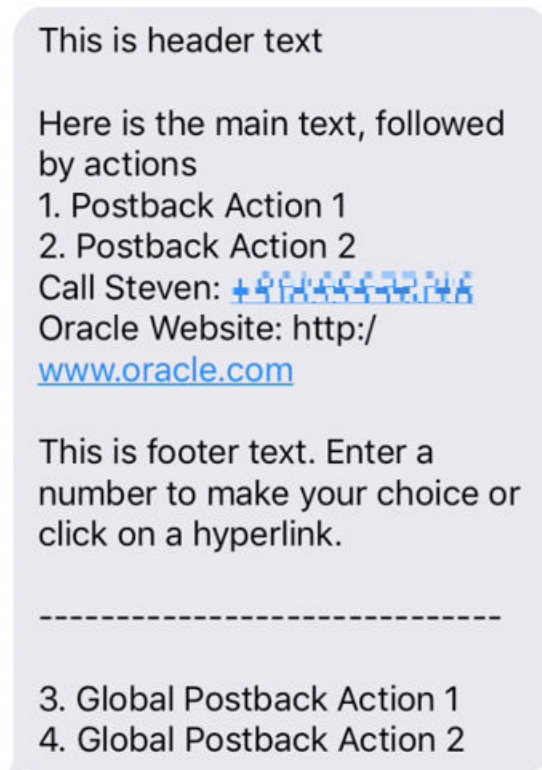 This is header text
Here is the main text, followed
by actions
1. Postback Action 1
2. Postback Action 2
Call Steven:
Oracle Website: http:/
www.oracle.com
This is footer text. Enter a
number to make your choice or
click on a hyperlink.
-------------------------------
3. Global Postback Action 1
4. Global Postback Action 2